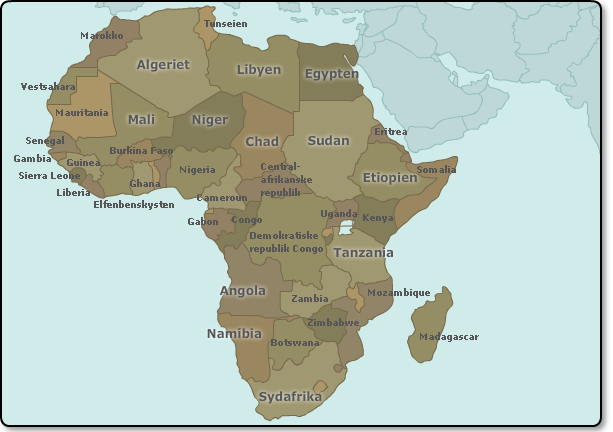 Tunseien
Marokko
Algeriet
Libyen
Egypten
Vestsahara
Mauritania
Mali
Niger
Chad
Sudan
Eritrea
Senegal
Gambia
Guinea
Burkina Faso
Sierra Leone
Liberia
Ghana
Nigeria
Central-
afrikanske
republik
Etiopien
Somalia
Elfenbenskysten
Cameroun
Gabon
Congo
Uganda
Kenya
Demokratiske
republik Congo
Tanzania
Angola
Zambia
Mozambique
Zimbabwe
Namibia
Botswana
Madagascar
Sydafrika